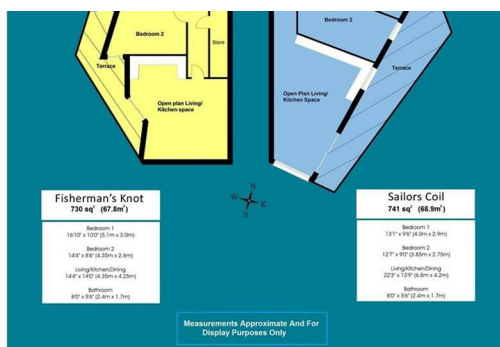 Bedroom 2
Store
Terrace
Open plan Living/
Kitchen space
Bedroom 2
Terrace
Open Plan Living/
Kitchen Space
N
W E
S
Fisherman's Knot
730 sq' (67.8m²)
Bedroom 1
16'10" x 10'0" (5.1m x 3.0m)
Bedroom 2
14'4" x 8'6" (4.35m x 2.6m)
Living/Kitchen/Dining
14'4" x 14'0" (4.35m x 4.25m)
Bathroom
8'0" x 5'6" (2.4m x 1.7m)
Sailors Coil
741 sq' (68.9m²)
Bedroom 1
13'1" x 9'6" (4.0m x 2.9m)
Bedroom 2
12'7" x 9'0" (3.85m x 2.75m)
Living/Kitchen/Dining
22'3" x 13'9" (6.8m x 4.2m)
Bathroom
8'0" x 5'6" (2.4m x 1.7m)
Measurements Approximate And For
Display Purposes Only